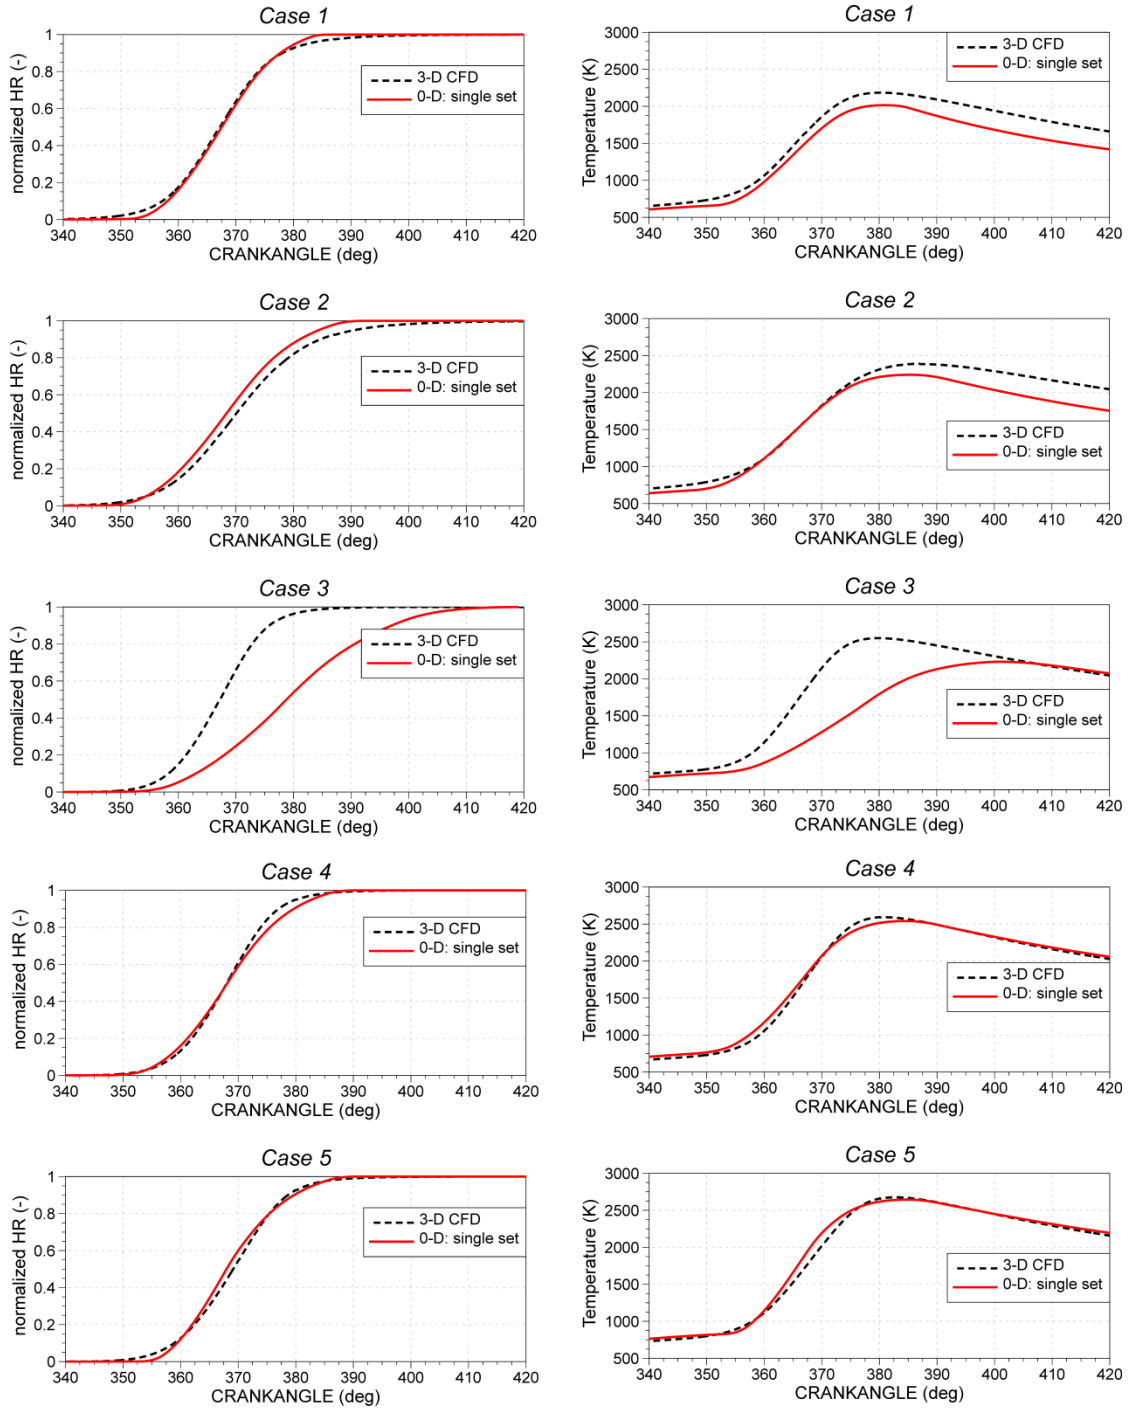 Case 1
normalized HR (-)
1
0.8
0.6
0.4
0.2
0
3-D CFD
0-D: single set
340 350 360 370 380 390 400 410 420
CRANKANGLE (deg)
Case 1
Temperature (K)
3000
2500
2000
1500
1000
500
3-D CFD
0-D: single set
340 350 360 370 380 390 400 410 420
CRANKANGLE (deg)
Case 2
normalized HR (-)
1
0.8
0.6
0.4
0.2
0
3-D CFD
0-D: single set
340 350 360 370 380 390 400 410 420
CRANKANGLE (deg)
Case 2
Temperature (K)
3000
2500
2000
1500
1000
500
3-D CFD
0-D: single set
340 350 360 370 380 390 400 410 420
CRANKANGLE (deg)
Case 3
normalized HR (-)
1
0.8
0.6
0.4
0.2
0
3-D CFD
0-D: single set
340 350 360 370 380 390 400 410 420
CRANKANGLE (deg)
Case 3
Temperature (K)
3000
2500
2000
1500
1000
500
3-D CFD
0-D: single set
340 350 360 370 380 390 400 410 420
CRANKANGLE (deg)
Case 4
normalized HR (-)
1
0.8
0.6
0.4
0.2
0
3-D CFD
0-D: single set
340 350 360 370 380 390 400 410 420
CRANKANGLE (deg)
Case 4
Temperature (K)
3000
2500
2000
1500
1000
500
3-D CFD
0-D: single set
340 350 360 370 380 390 400 410 420
CRANKANGLE (deg)
Case 5
normalized HR (-)
1
0.8
0.6
0.4
0.2
0
3-D CFD
0-D: single set
340 350 360 370 380 390 400 410 420
CRANKANGLE (deg)
Case 5
Temperature (K)
3000
2500
2000
1500
1000
500
3-D CFD
0-D: single set
340 350 360 370 380 390 400 410 420
CRANKANGLE (deg)